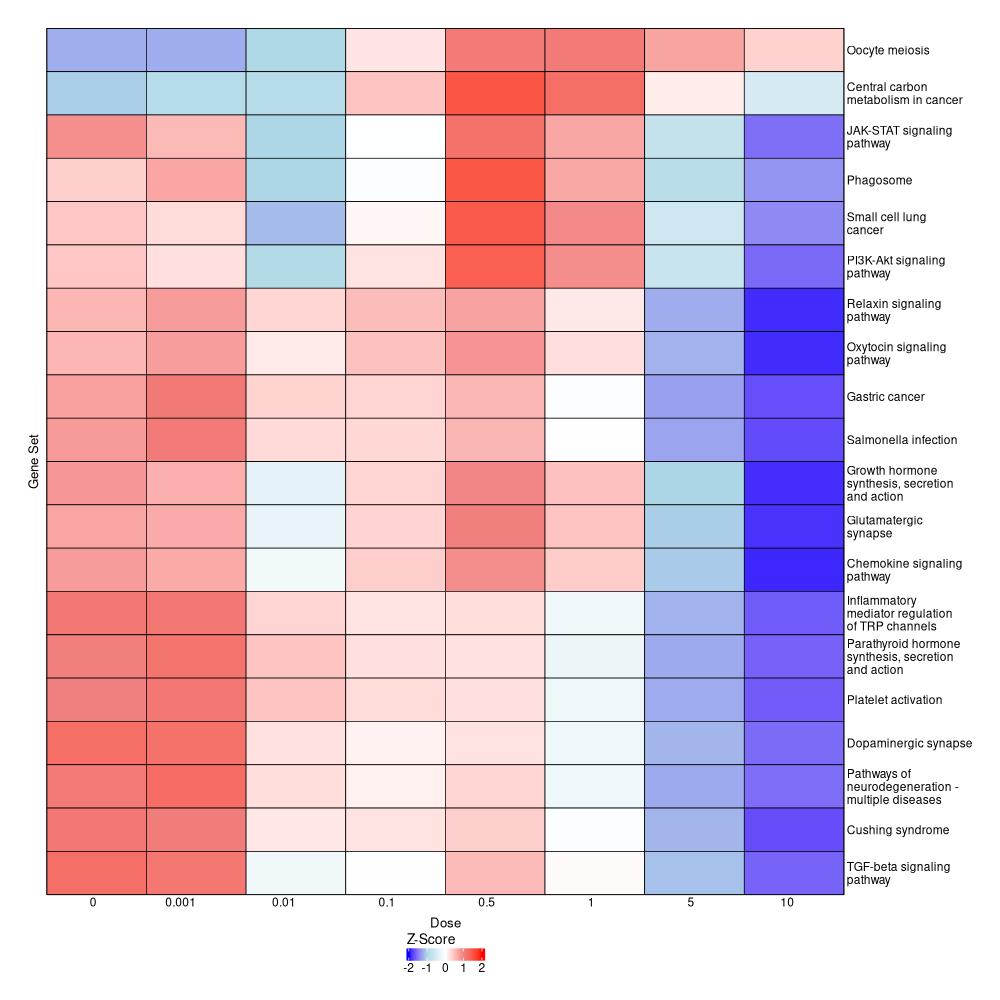 Oocyte meiosis
Central carbon
metabolism in cancer
JAK-STAT signaling
pathway
Phagosome
Small cell lung
cancer
PI3K-Akt signaling
pathway
Relaxin signaling
pathway
Oxytocin signaling
pathway
Gastric cancer
Salmonella infection
Growth hormone
synthesis, secretion
and action
Glutamatergic
synapse
Chemokine signaling
pathway
Inflammatory
mediator regulation
of TRP channels
Parathyroid hormone
synthesis, secretion
and action
Platelet activation
Dopaminergic synapse
Pathways of
neurodegeneration -
multiple diseases
Cushing syndrome
TGF-beta signaling
pathway
Gene Set
0 0.001 0.01 0.1 0.5 1 5 10
Dose
Z-Score
-2 -1 0 1 2